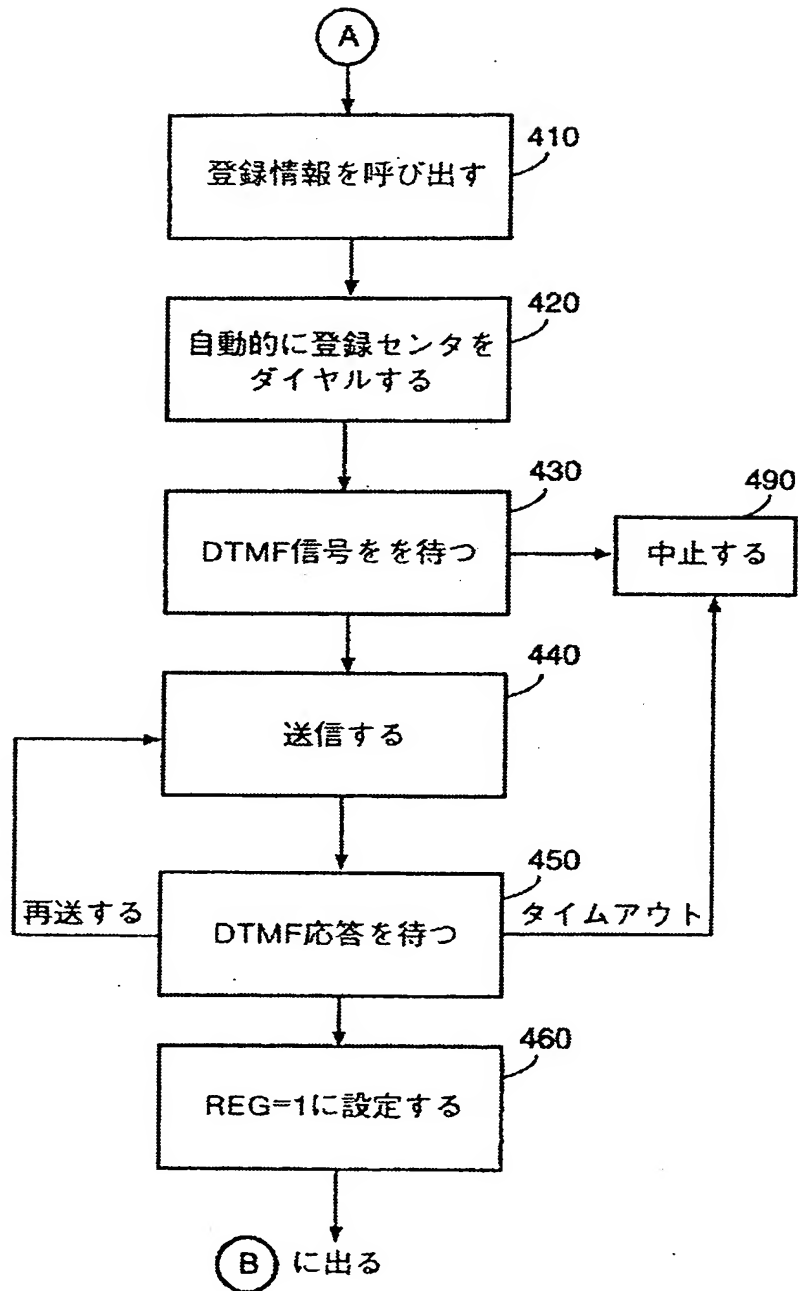 A
410
登録情報を呼び出す
420
自動的に登録センタを
ダイヤルする
430
DTMF信号をを待つ
490
中止する
440
送信する
450
再送する
DTMF応答を待つ
タイムアウト
460
REG=1に設定する
B に出る